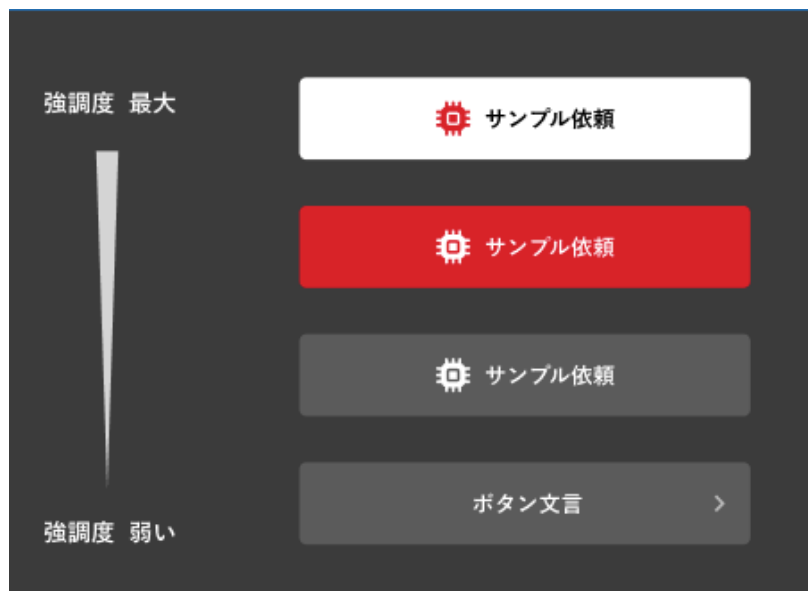 強調度 最大
サンプル依頼
サンプル依頼
サンプル依頼
ボタン文言
強調度 弱い